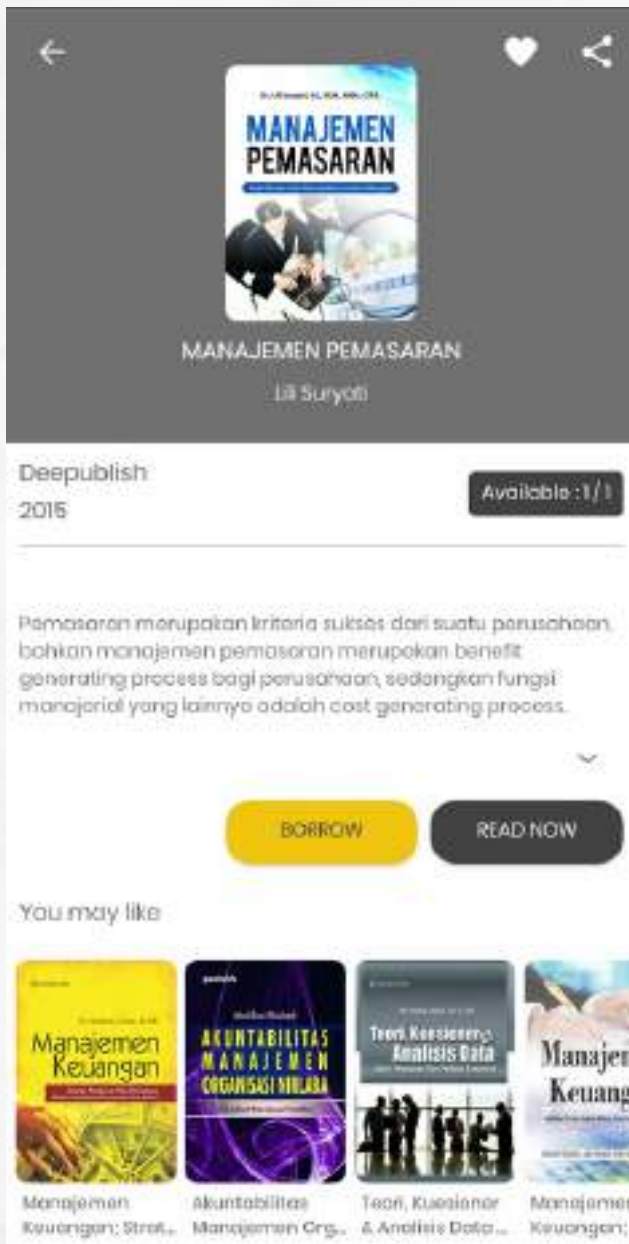 MANAJEMEN
PEMASARAN
MANAJEMEN PEMASARAN
Lili Suryati
Deepublish
2015
Available : 1 / 1
Pemasaran merupakan kriteria sukses dari suatu perusahaan,
bahkan manajemen pemasaran merupakan benefit
generating process bagi perusahaan, sedangkan fungsi
manajerial yang lainnya adalah cost generating process.
BORROW
READ NOW
You may like
Manajemen
Keuangan
AKUNTABILITAS
MANAJEMEN
ORGANISASI NIRLABA
Teori, Kuesioner &
Analisis Data
Manajem
Keuang
Manajemen
Keuangan; Strat...
Akuntabilitas
Manajemen Org...
Teori, Kuesioner
& Analisis Data ...
Manajemen
Keuangan;